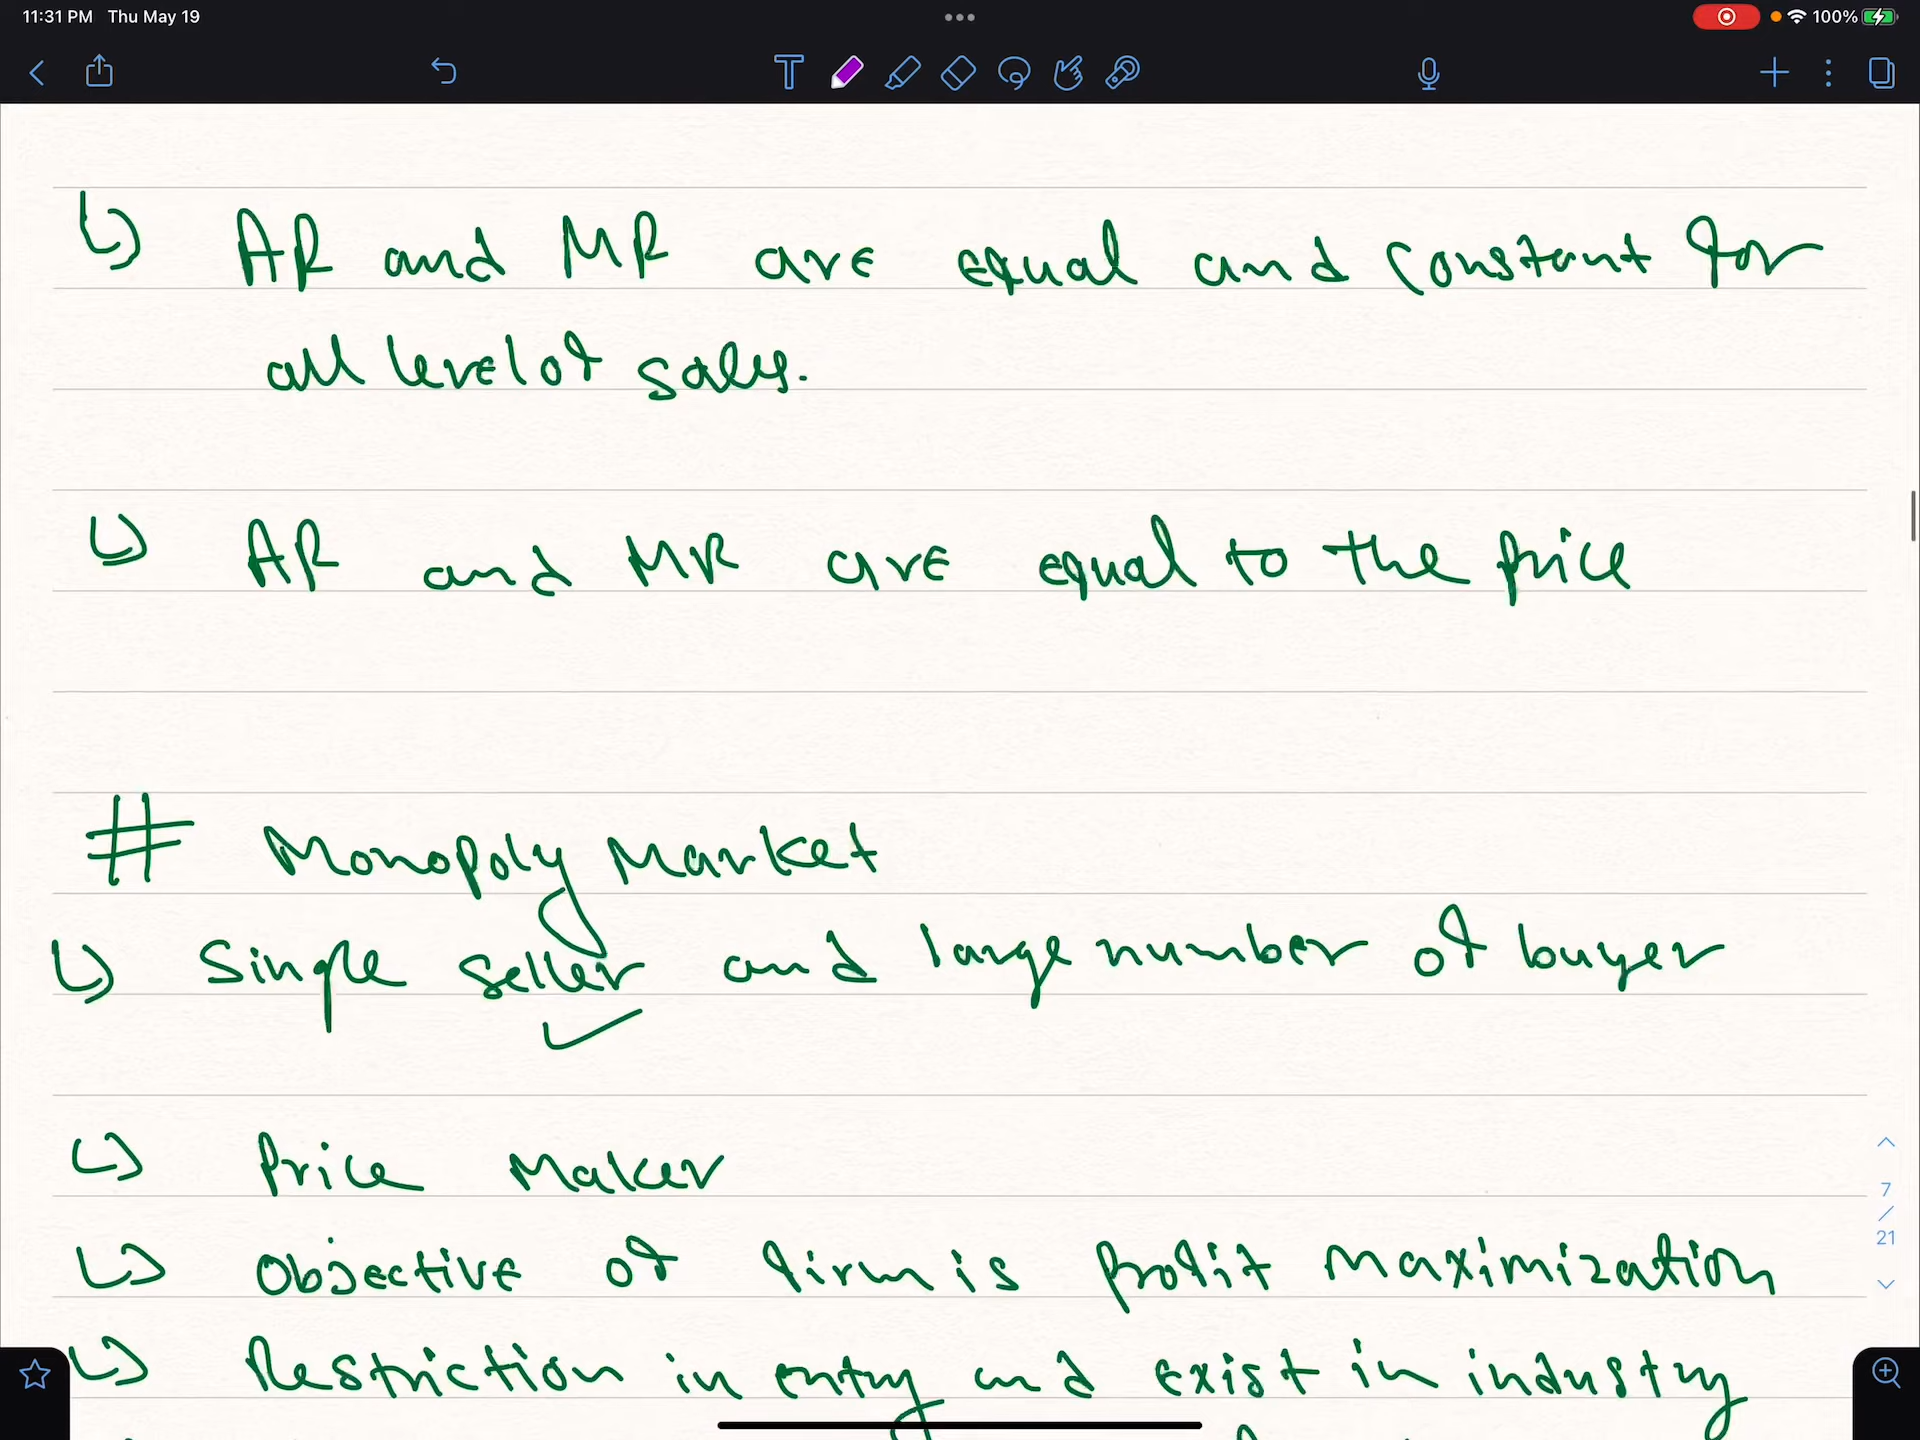 11:31 PM Thu May 19
100%
↳ AR and MR are equal and constant for
all level of sales.
↳ AR and MR are equal to the price
# Monopoly Market
↳ Single seller and large number of buyer
↳ Price Maker
↳ Objective of firm is profit maximization
7
/
21
↳ Restriction in entry and exist in industry